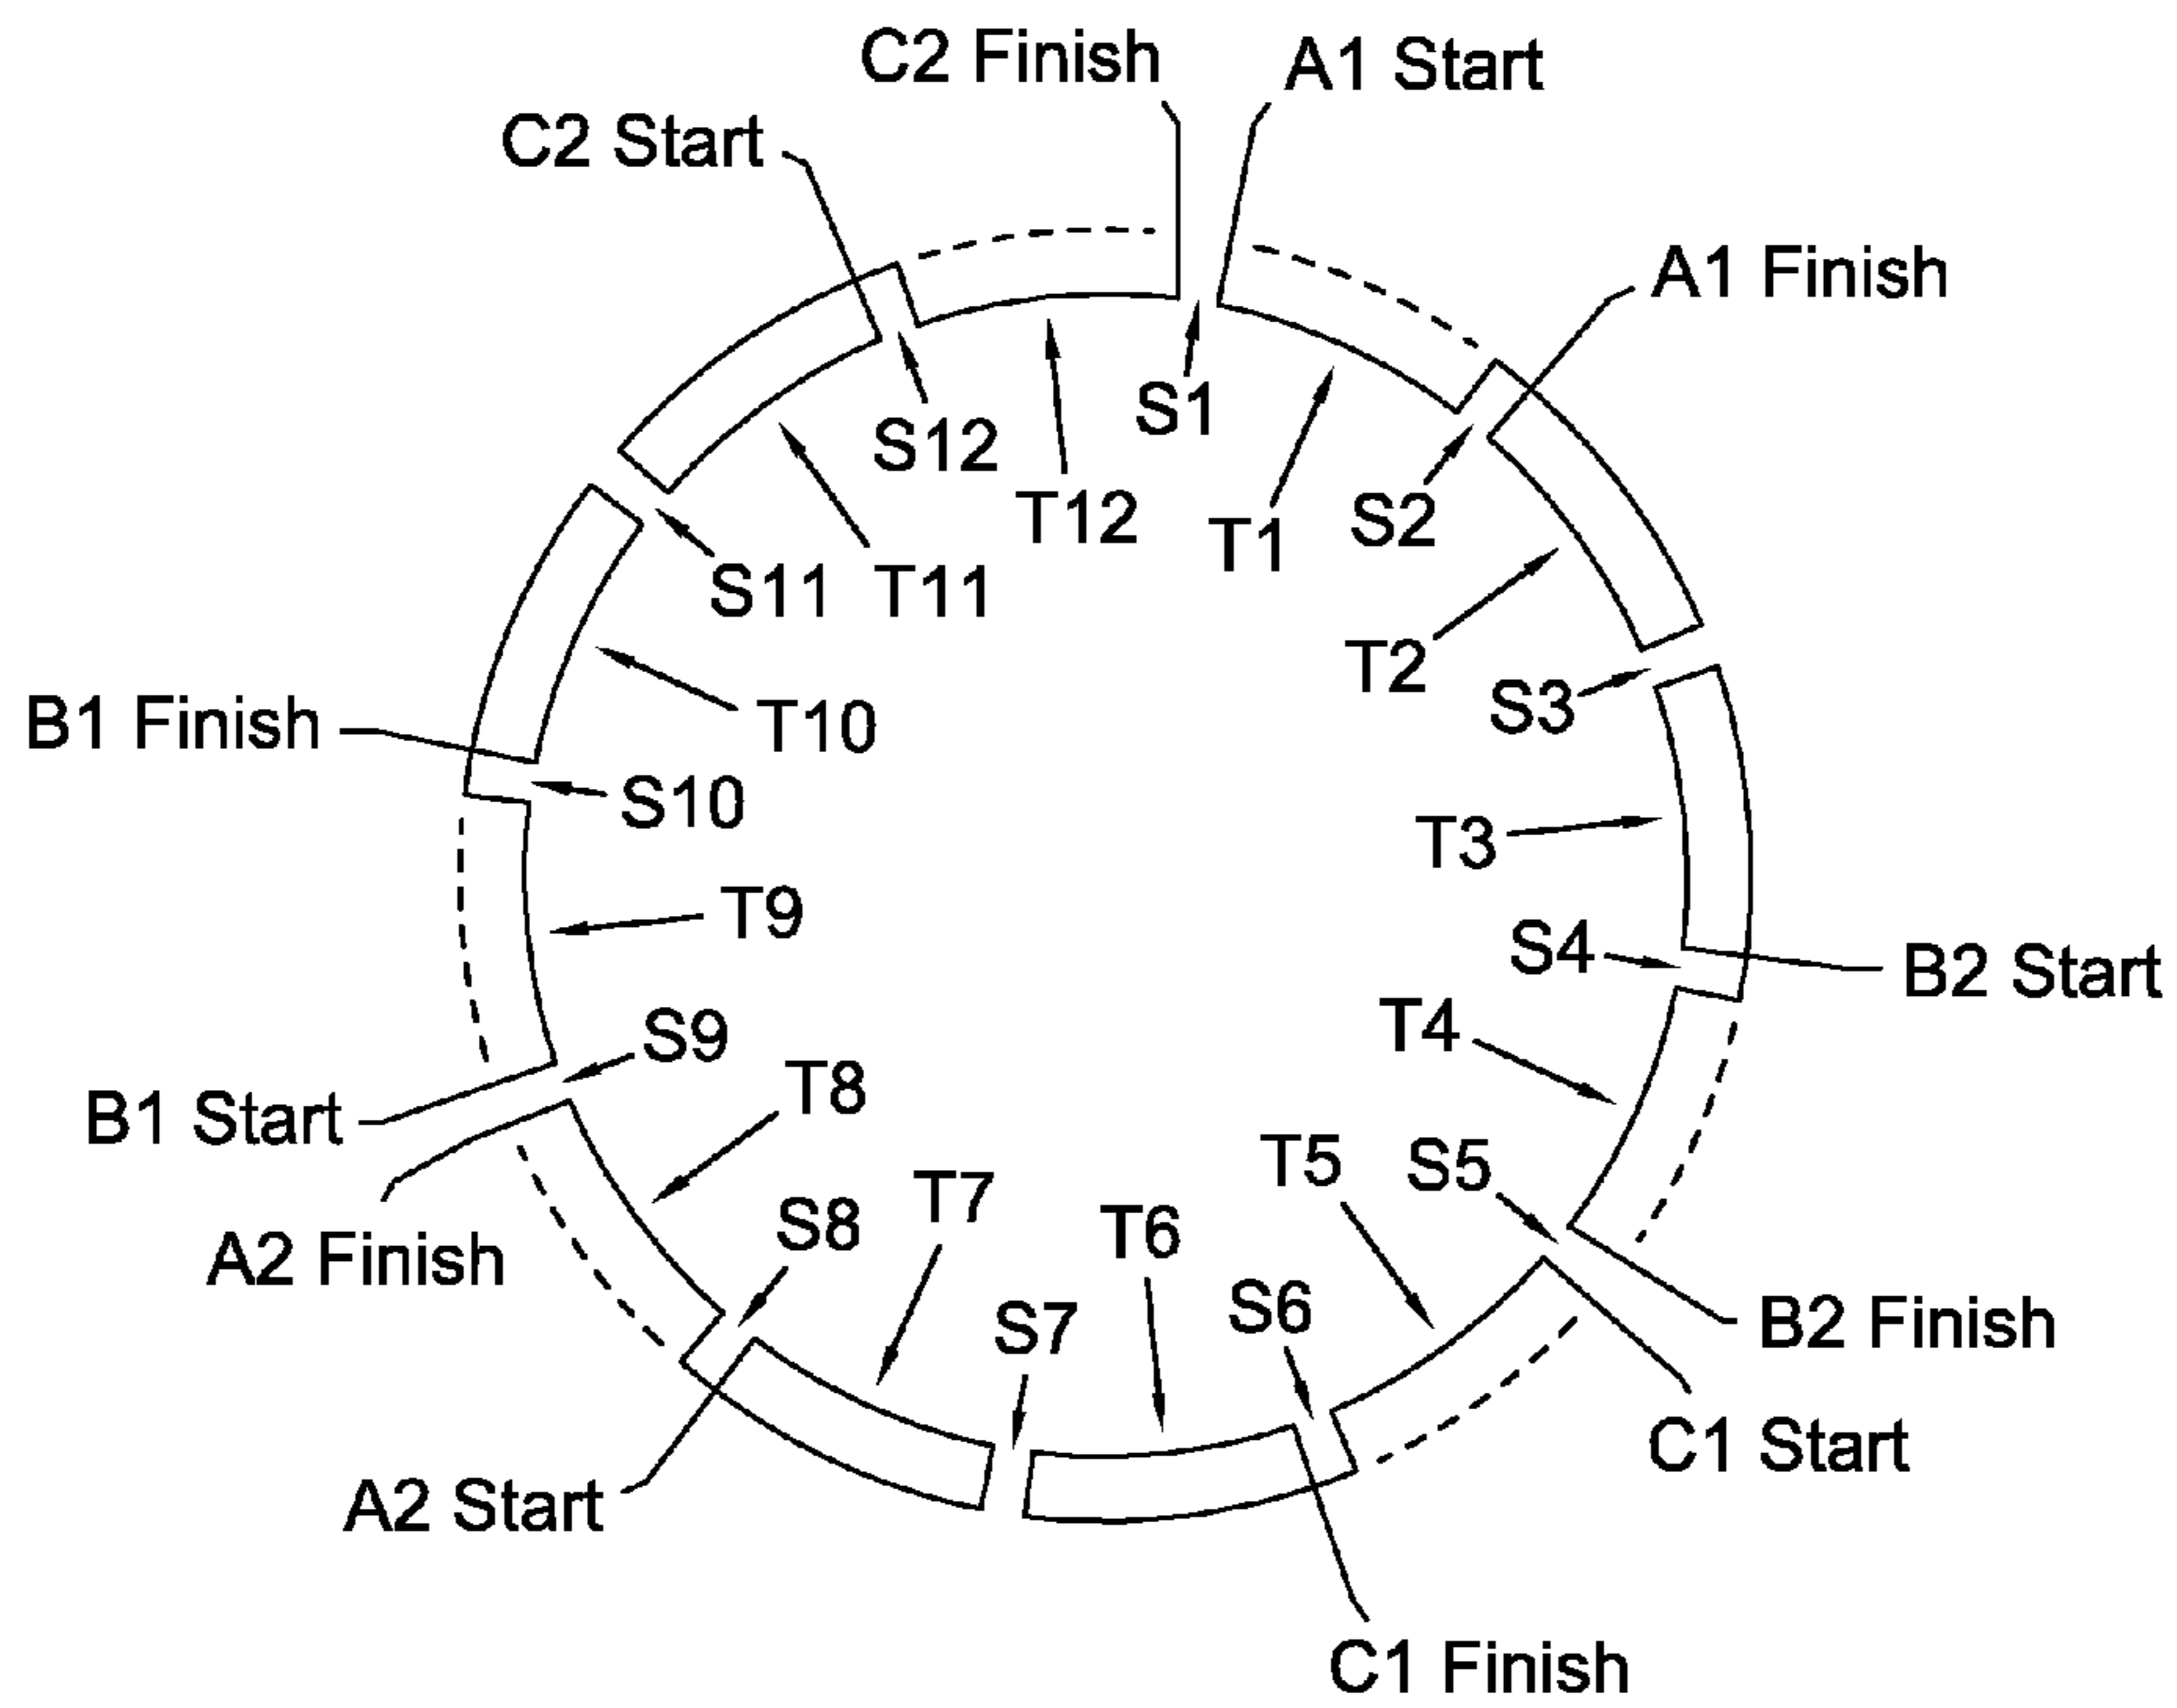 C2 Finish
A1 Start
C2 Start
A1 Finish
S1
S12
T12
S2
T1
S11
T11
T2
S3
B1 Finish
T10
S10
T3
T9
S4
B2 Start
T4
S9
T8
B1 Start
T5
S5
T7
S8
T6
A2 Finish
S6
S7
B2 Finish
C1 Start
A2 Start
C1 Finish